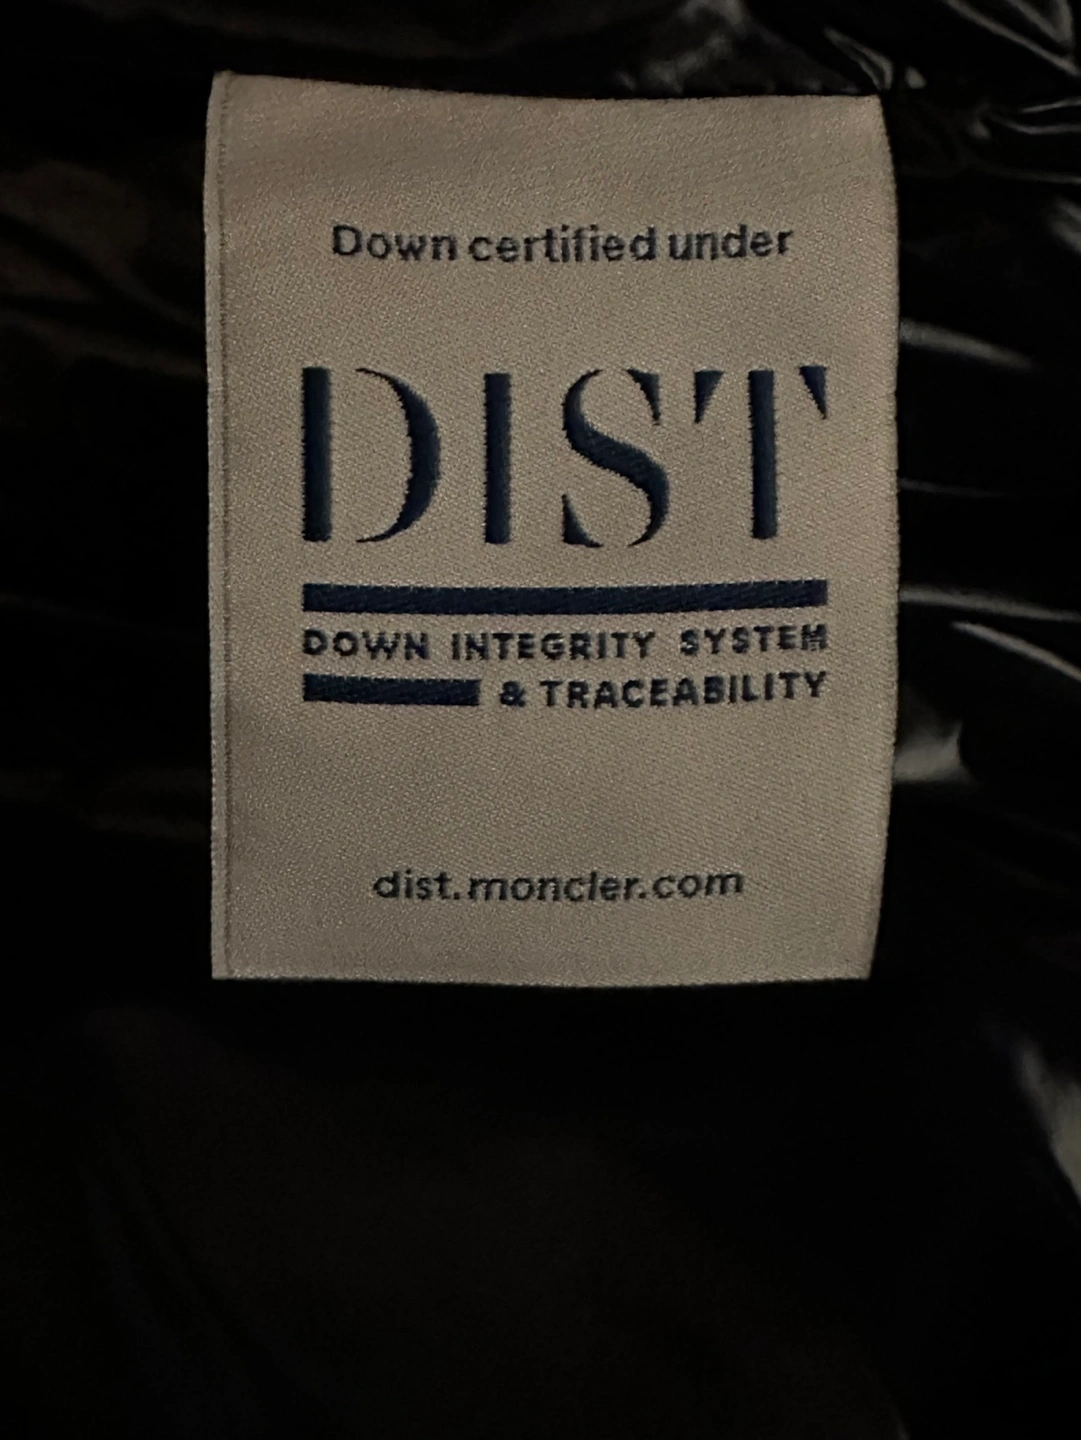 Down certified under
DIST
DOWN INTEGRITY SYSTEM
& TRACEABILITY
dist.moncler.com